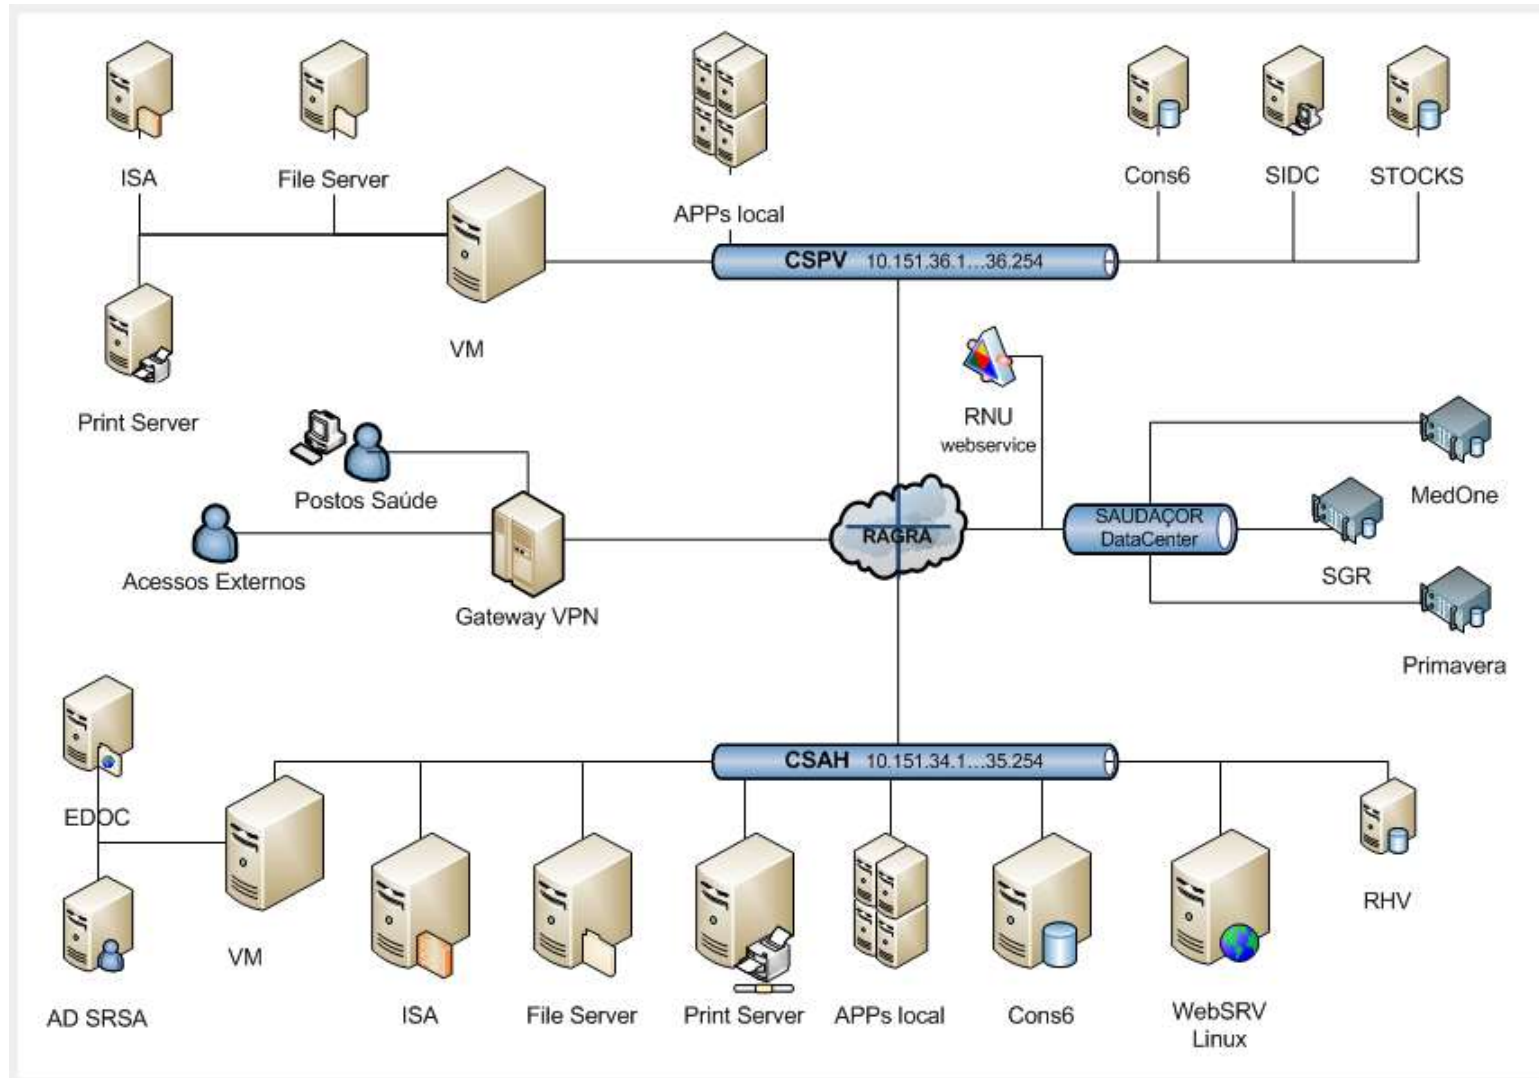 ISA
File Server
APPs local
Cons6
SIDC
STOCKS
CSPV 10.151.36.1...36.254
VM
Print Server
RNU
webservice
Postos Saúde
MedOne
RAGRA
SAUDAÇOR
DataCenter
SGR
Acessos Externos
Gateway VPN
Primavera
CSAH 10.151.34.1...35.254
EDOC
RHV
VM
AD SRSA
ISA
File Server
Print Server
APPs local
Cons6
WebSRV
Linux